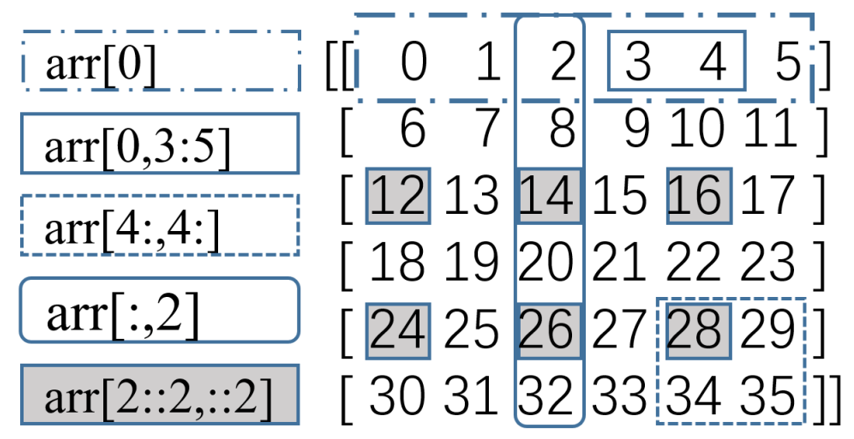 arr[0]
arr[0,3:5]
arr[4:,4:]
arr[:,2]
arr[2::2,::2]
[[ 0 1 2 3 4 5 ]
[ 6 7 8 9 10 11 ]
[ 12 13 14 15 16 17 ]
[ 18 19 20 21 22 23 ]
[ 24 25 26 27 28 29 ]
[ 30 31 32 33 34 35 ]]